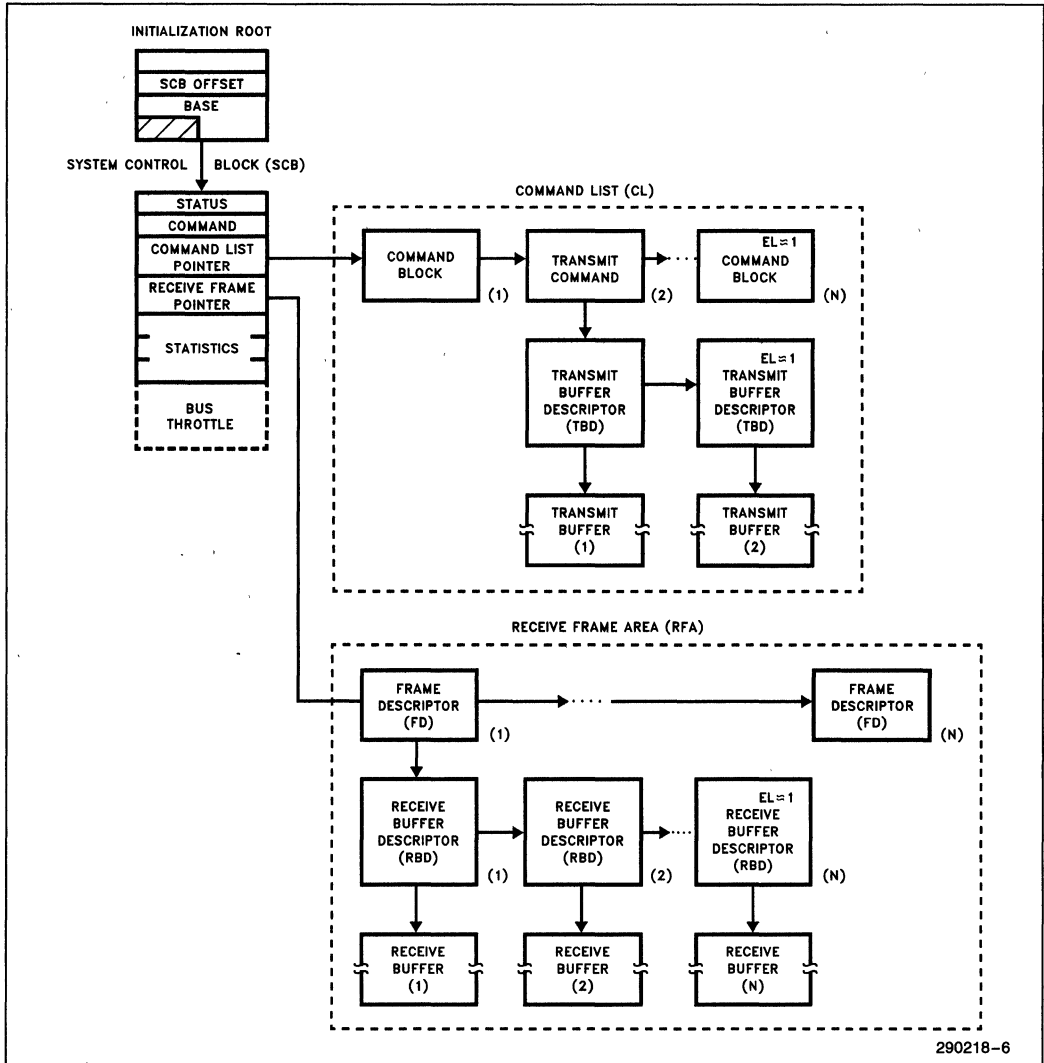 INITIALIZATION ROOT
SCB OFFSET
BASE
SYSTEM CONTROL BLOCK (SCB)
STATUS
COMMAND
COMMAND LIST
POINTER
RECEIVE FRAME
POINTER
STATISTICS
BUS
THROTTLE
COMMAND LIST (CL)
COMMAND
BLOCK
(1)
TRANSMIT
COMMAND
(2)
EL≈1
COMMAND
BLOCK
(N)
TRANSMIT
BUFFER
DESCRIPTOR
(TBD)
EL≈1
TRANSMIT
BUFFER
DESCRIPTOR
(TBD)
TRANSMIT
BUFFER
(1)
TRANSMIT
BUFFER
(2)
RECEIVE FRAME AREA (RFA)
FRAME
DESCRIPTOR
(FD)
(1)
FRAME
DESCRIPTOR
(FD)
(N)
RECEIVE
BUFFER
DESCRIPTOR
(RBD)
(1)
RECEIVE
BUFFER
DESCRIPTOR
(RBD)
(2)
EL≈1
RECEIVE
BUFFER
DESCRIPTOR
(RBD)
(N)
RECEIVE
BUFFER
(1)
RECEIVE
BUFFER
(2)
RECEIVE
BUFFER
(N)
290218-6